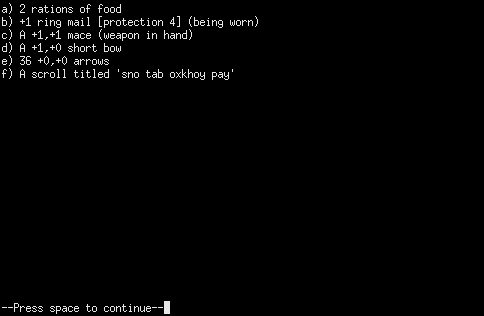 a) 2 rations of food
b) +1 ring mail [protection 4] (being worn)
c) A +1,+1 mace (weapon in hand)
d) A +1,+0 short bow
e) 36 +0,+0 arrows
f) A scroll titled 'sno tab oxkhoy pay'
--Press space to continue--